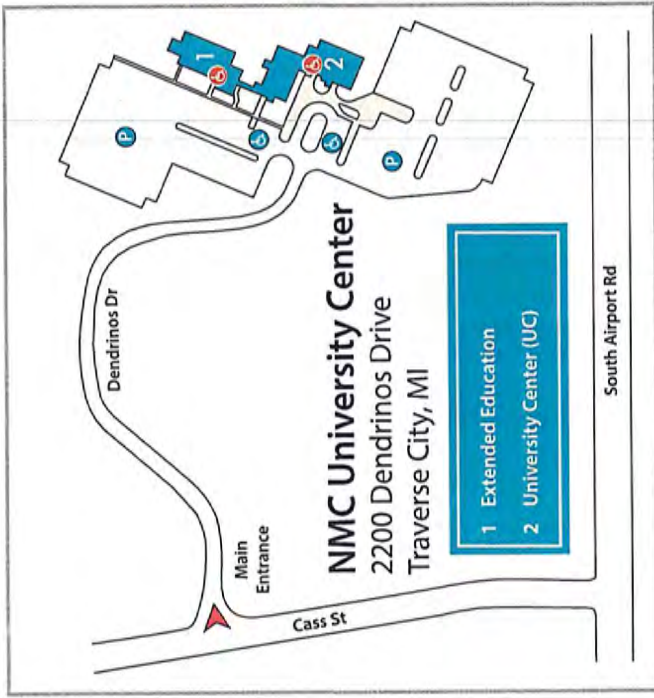 Dendrinos Dr
P
1
2
P
Main
Entrance
NMC University Center
2200 Dendrinos Drive
Traverse City, MI
Cass St
1 Extended Education
2 University Center (UC)
South Airport Rd